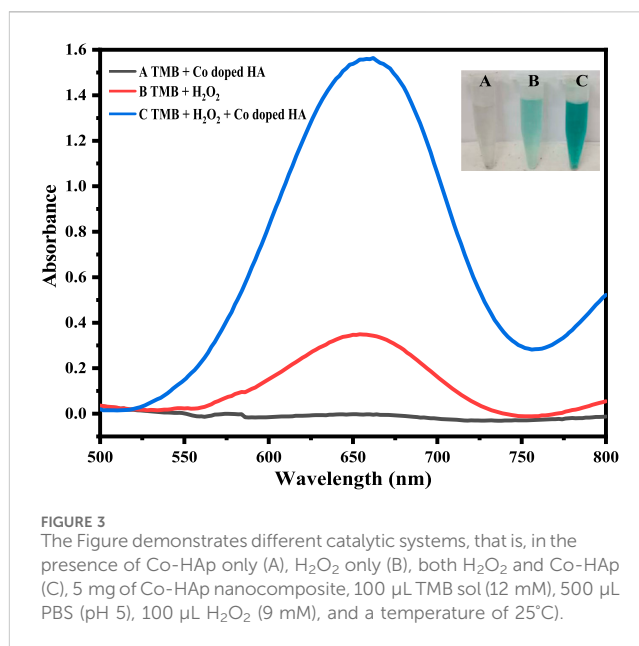 1.6
1.4
1.2
1.0
0.8
0.6
0.4
0.2
0.0
Absorbance
A TMB + Co doped HA
B TMB + H₂O₂
C TMB + H₂O₂ + Co doped HA
A B C
500 550 600 650 700 750 800
Wavelength (nm)
FIGURE 3
The Figure demonstrates different catalytic systems, that is, in the
presence of Co-HAp only (A), H₂O₂ only (B), both H₂O₂ and Co-HAp
(C), 5 mg of Co-HAp nanocomposite, 100 μL TMB sol (12 mM), 500 μL
PBS (pH 5), 100 μL H₂O₂ (9 mM), and a temperature of 25°C).